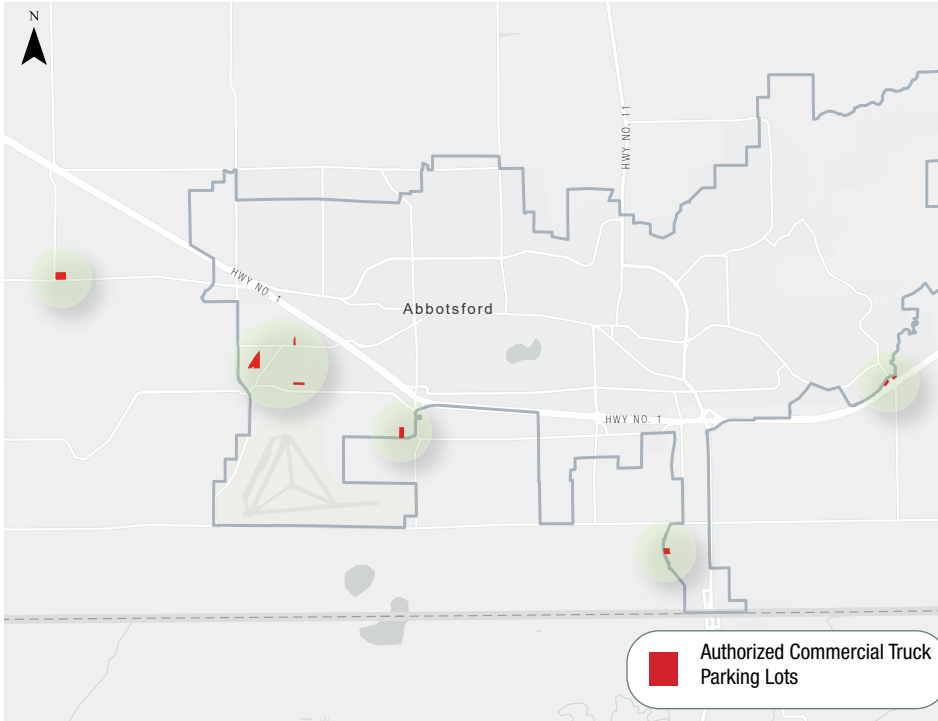 N
HWY NO. 11
HWY NO. 1
Abbotsford
HWY NO. 1
Authorized Commercial Truck
Parking Lots